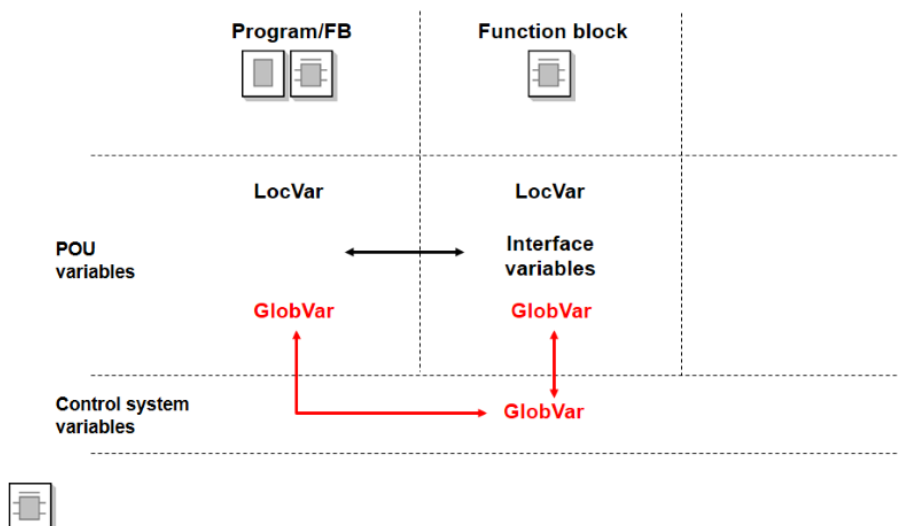 Program/FB
Function block
LocVar
LocVar
POU
variables
Interface
variables
GlobVar
GlobVar
Control system
variables
GlobVar